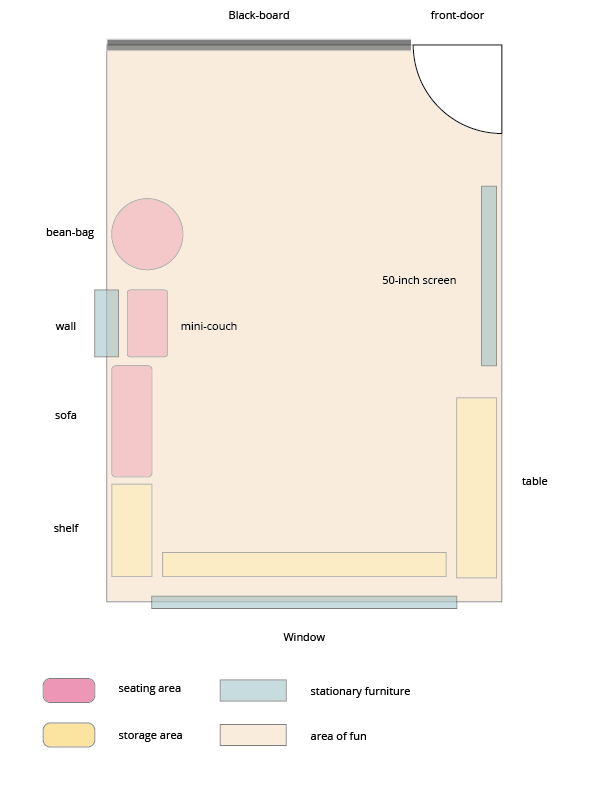 Black-board
front-door
bean-bag
50-inch screen
wall
mini-couch
sofa
table
shelf
Window
seating area
stationary furniture
storage area
area of fun